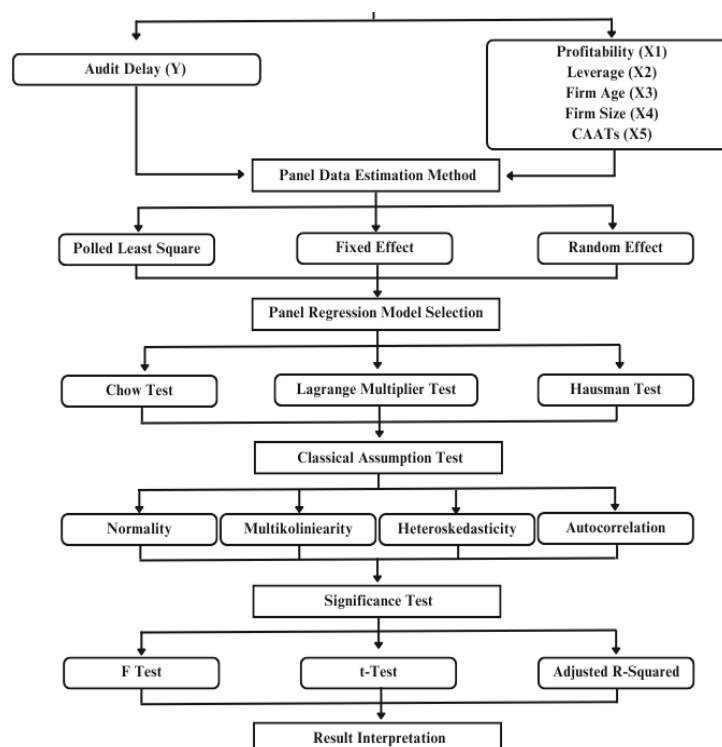 Audit Delay (Y)
Profitability (X1)
Leverage (X2)
Firm Age (X3)
Firm Size (X4)
CAATs (X5)
Panel Data Estimation Method
Polled Least Square
Fixed Effect
Random Effect
Panel Regression Model Selection
Chow Test
Lagrange Multiplier Test
Hausman Test
Classical Assumption Test
Normality
Multikoliniearity
Heteroskedasticity
Autocorrelation
Significance Test
F Test
t-Test
Adjusted R-Squared
Result Interpretation